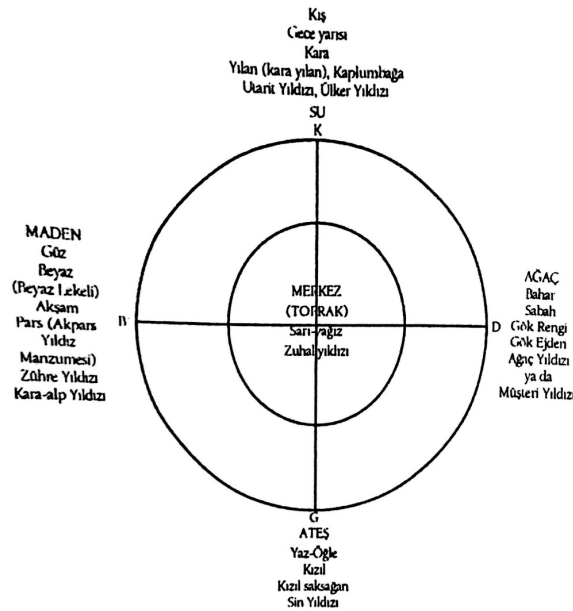 Kış
Gece yarısı
Kara
Yılan (kara yılan), Kaplumbağa
Utarit Yıldızı, Ülker Yıldızı
SU
K
MADEN
Güz
Beyaz
(Beyaz Lekeli)
Akşam
Pars (Akpars
Yıldız
Manzumesi)
Zühre Yıldızı
Kara-alp Yıldızı
B
MERKEZ
(TOPRAK)
Sarı-yağız
Zuhal yıldızı
D
AĞAÇ
Bahar
Sabah
Gök Rengi
Gök Ejden
Ağaç Yıldızı
ya da
Müşteri Yıldızı
G
ATEŞ
Yaz-Öğle
Kızıl
Kızıl saksağan
Sin Yıldızı